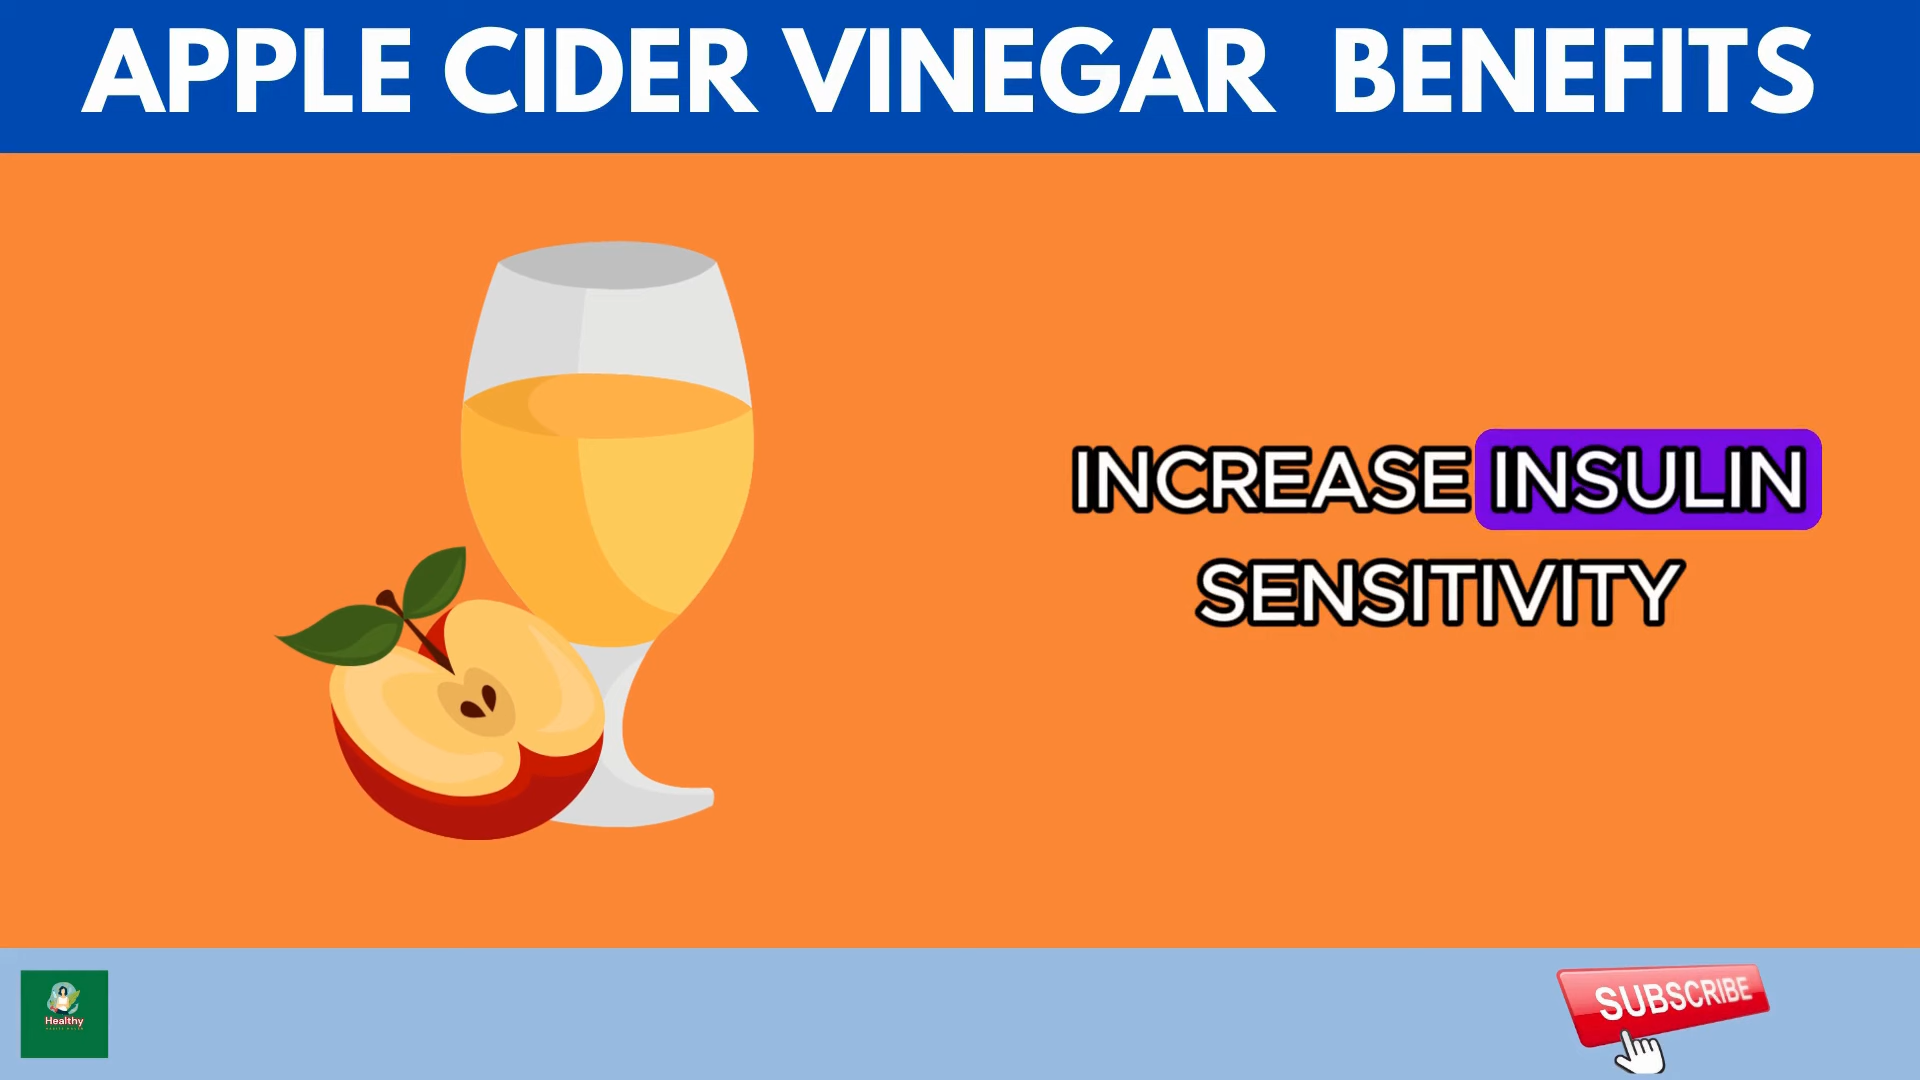 APPLE CIDER VINEGAR BENEFITS
INCREASE INSULIN
SENSITIVITY
Healthy
SUBSCRIBE